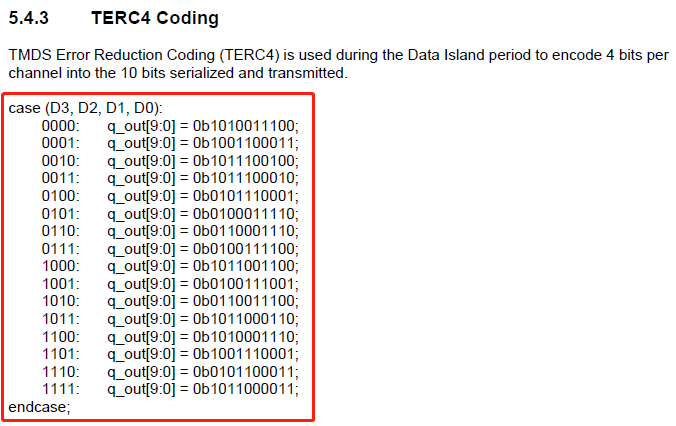 5.4.3 TERC4 Coding
TMDS Error Reduction Coding (TERC4) is used during the Data Island period to encode 4 bits per
channel into the 10 bits serialized and transmitted.
case (D3, D2, D1, D0):
0000: q_out[9:0] = 0b1010011100;
0001: q_out[9:0] = 0b1001100011;
0010: q_out[9:0] = 0b1011100100;
0011: q_out[9:0] = 0b1011100010;
0100: q_out[9:0] = 0b0101110001;
0101: q_out[9:0] = 0b0100011110;
0110: q_out[9:0] = 0b0110001110;
0111: q_out[9:0] = 0b0100111100;
1000: q_out[9:0] = 0b1011001100;
1001: q_out[9:0] = 0b0100111001;
1010: q_out[9:0] = 0b0110011100;
1011: q_out[9:0] = 0b1011000110;
1100: q_out[9:0] = 0b1010001110;
1101: q_out[9:0] = 0b1001110001;
1110: q_out[9:0] = 0b0101100011;
1111: q_out[9:0] = 0b1011000011;
endcase;